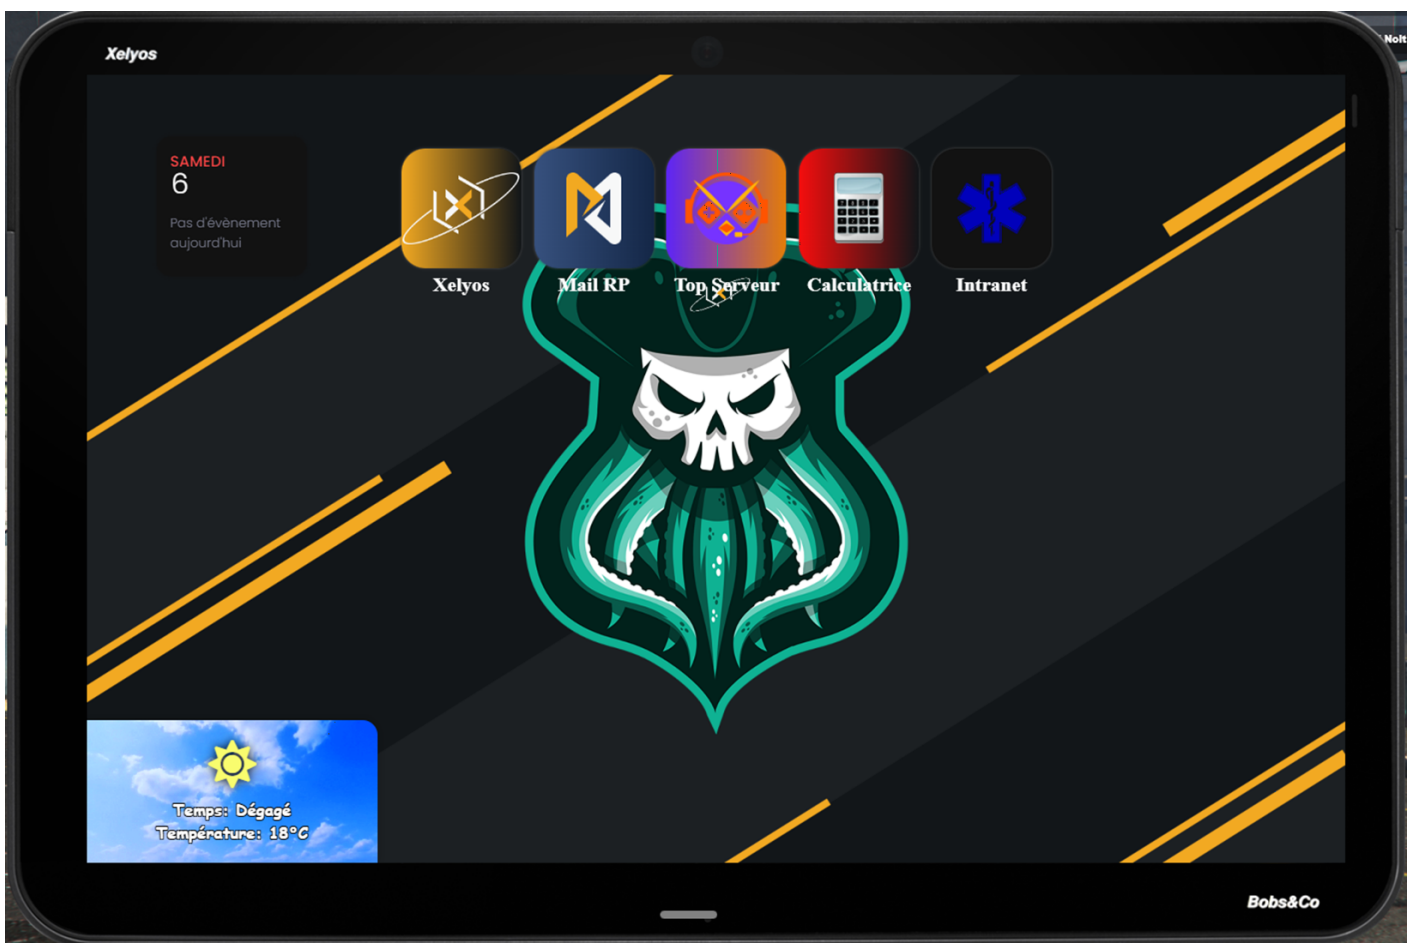 Nolt
Xelyos
SAMEDI
6
Pas d'évènement
aujourd'hui
Xelyos
Mail RP
Top Serveur
Calculatrice
Intranet
Temps: Dégagé
Température: 18°C
Bobs&Co